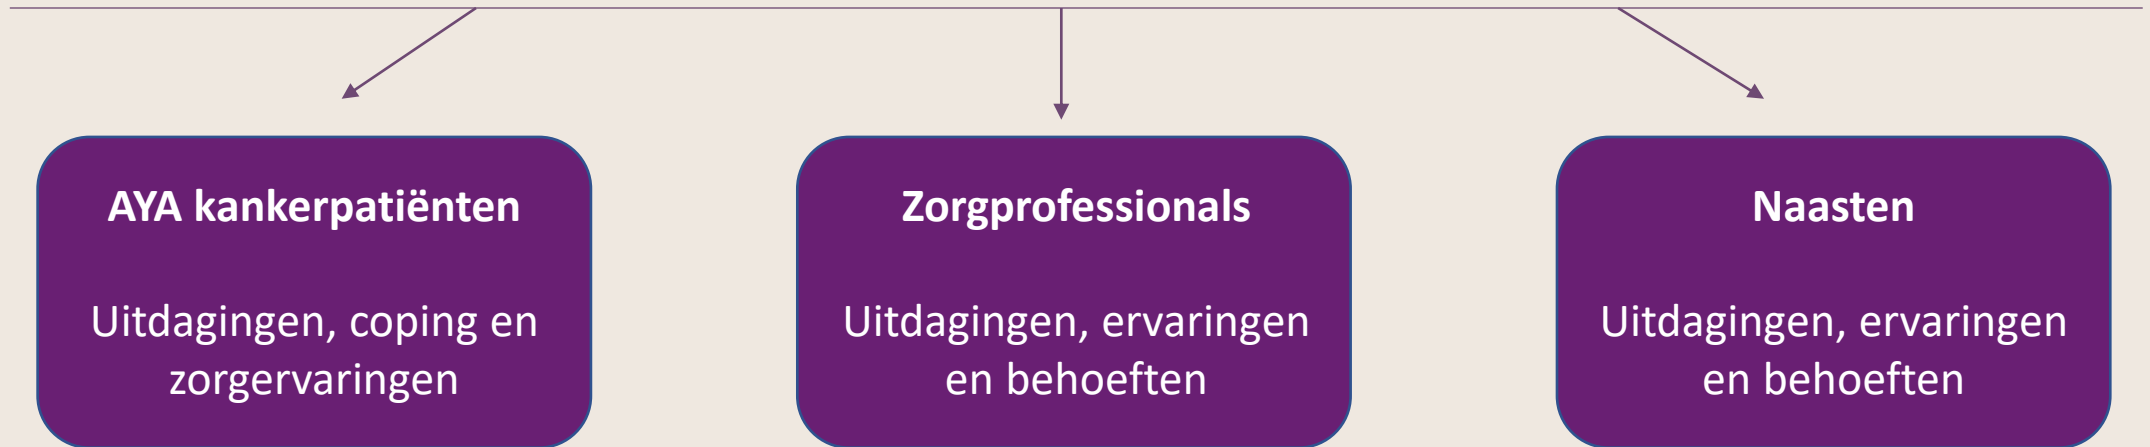 AYA kankerpatiënten
Uitdagingen, coping en
zorgervaringen
Zorgprofessionals
Uitdagingen, ervaringen
en behoeften
Naasten
Uitdagingen, ervaringen
en behoeften